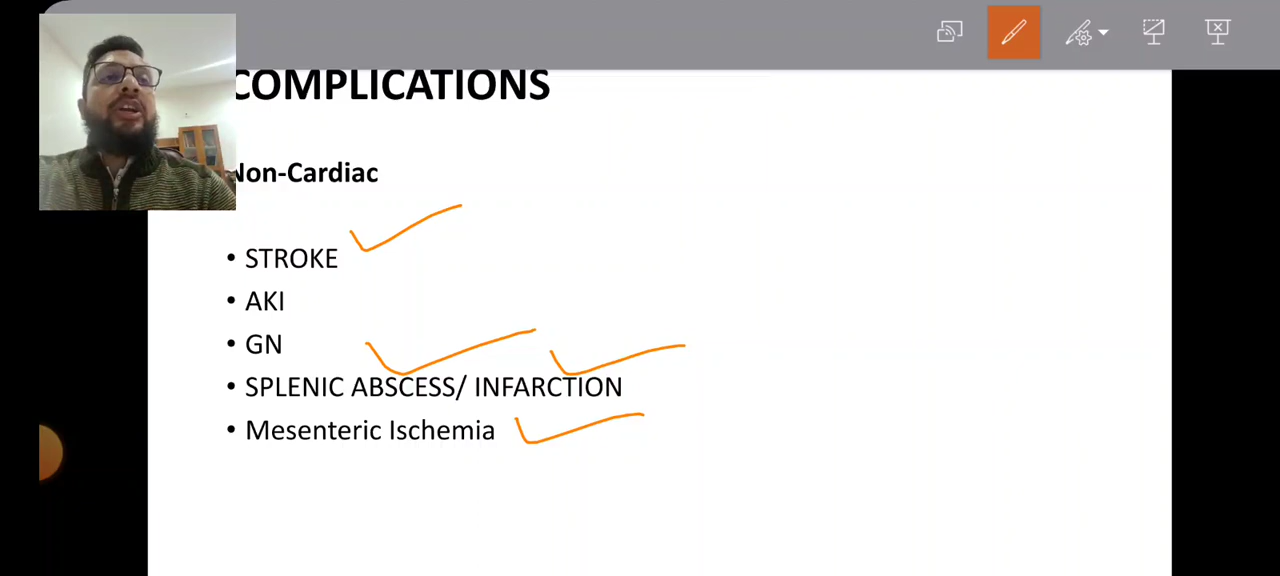 COMPLICATIONS
Non-Cardiac
• STROKE
• AKI
• GN
• SPLENIC ABSCESS/ INFARCTION
• Mesenteric Ischemia